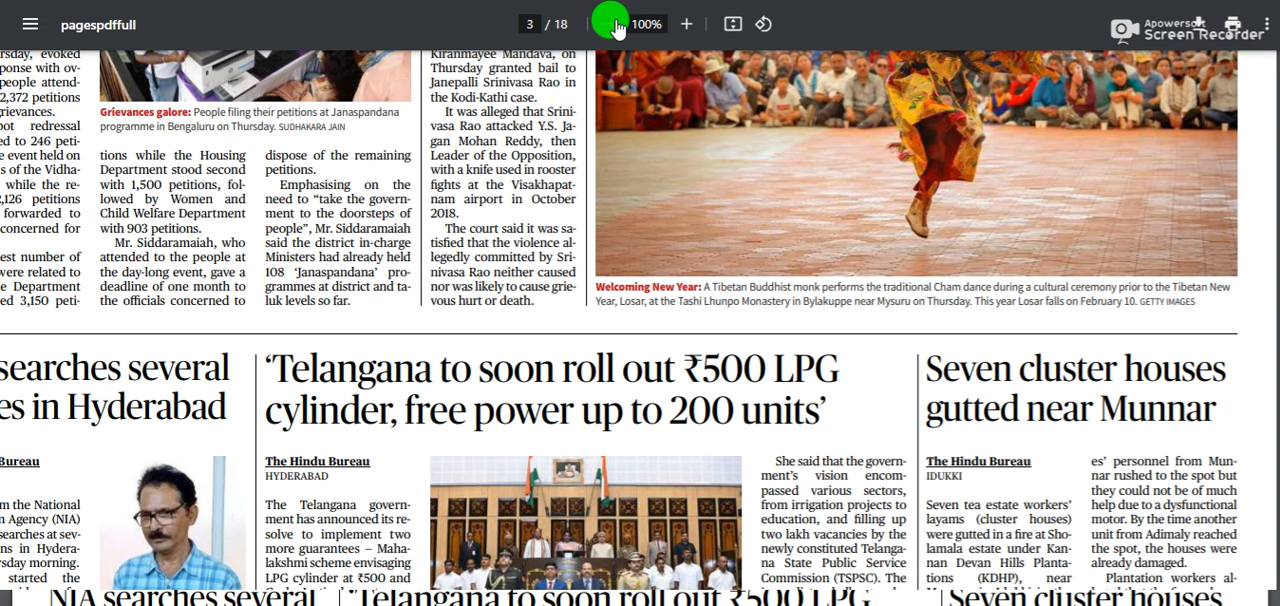 pagespdffull
3 / 18
100%
Apowersoft
Screen Recorder
rsday, evoked
ponse with ov-
people attend-
2,372 petitions
grievances.
pot redressal
ed to 246 peti-
e event held on
s of the Vidha-
while the re-
2,126 petitions
forwarded to
concerned for
est number of
were related to
e Department
ed 3,150 peti-
Grievances galore: People filing their petitions at Janaspandana
programme in Bengaluru on Thursday. SUDHAKARA JAIN
tions while the Housing
Department stood second
with 1,500 petitions, fol-
lowed by Women and
Child Welfare Department
with 903 petitions.
Mr. Siddaramaiah, who
attended to the people at
the day-long event, gave a
deadline of one month to
the officials concerned to
dispose of the remaining
petitions.
Emphasising on the
need to “take the govern-
ment to the doorsteps of
people”, Mr. Siddaramaiah
said the district in-charge
Ministers had already held
108 ‘Janaspandana’ pro-
grammes at district and ta-
luk levels so far.
Kiranmayee Mandava, on
Thursday granted bail to
Janepalli Srinivasa Rao in
the Kodi-Kathi case.
It was alleged that Srini-
vasa Rao attacked Y.S. Ja-
gan Mohan Reddy, then
Leader of the Opposition,
with a knife used in rooster
fights at the Visakhapat-
nam airport in October
2018.
The court said it was sa-
tisfied that the violence al-
legedly committed by Sri-
nivasa Rao neither caused
nor was likely to cause grie-
vous hurt or death.
Welcoming New Year: A Tibetan Buddhist monk performs the traditional Cham dance during a cultural ceremony prior to the Tibetan New
Year, Losar, at the Tashi Lhunpo Monastery in Bylakuppe near Mysuru on Thursday. This year Losar falls on February 10. GETTY IMAGES
searches several
es in Hyderabad
Bureau
m the National
n Agency (NIA)
searches at sev-
ns in Hydera-
rsday morning.
started the
‘Telangana to soon roll out ₹500 LPG
cylinder, free power up to 200 units’
The Hindu Bureau
HYDERABAD
The Telangana govern-
ment has announced its re-
solve to implement two
more guarantees – Maha-
lakshmi scheme envisaging
LPG cylinder at ₹500 and
She said that the govern-
ment’s vision encom-
passed various sectors,
from irrigation projects to
education, and filling up
two lakh vacancies by the
newly constituted Telanga-
na State Public Service
Commission (TSPSC). The
Seven cluster houses
gutted near Munnar
The Hindu Bureau
IDUKKI
Seven tea estate workers’
layams (cluster houses)
were gutted in a fire at Sho-
lamala estate under Kan-
nan Devan Hills Planta-
tions (KDHP), near
es’ personnel from Mun-
nar rushed to the spot but
they could not be of much
help due to a dysfunctional
motor. By the time another
unit from Adimaly reached
the spot, the houses were
already damaged.
Plantation workers al-
NIA searches several
‘Telangana to soon roll out ₹500 LPG
Seven cluster houses